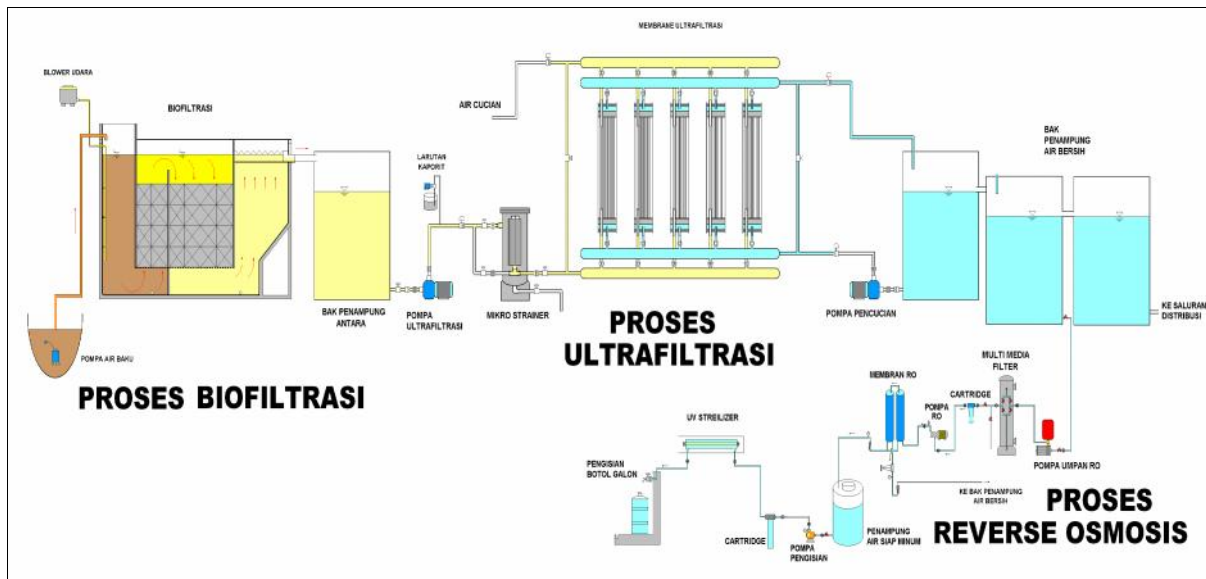 MEMBRANE ULTRAFILTRASI
BLOWER UDARA
BIOFILTRASI
AIR CUCIAN
LARUTAN
KAPORIT
BAK
PENAMPUNG
AIR BERSIH
BAK PENAMPUNG
ANTARA
POMPA
ULTRAFILTRASI
MIKRO STRAINER
PROSES
ULTRAFILTRASI
POMPA PENCUCIAN
KE SALURAN
DISTRIBUSI
POMPA AIR BAKU
PROSES BIOFILTRASI
MULTI MEDIA
FILTER
MEMBRAN RO
CARTRIDGE
POMPA
RO
UV STREILIZER
PENGISIAN
BOTOL GALON
POMPA UMPAN RO
KE BAK PENAMPUNG
AIR BERSIH
PROSES
REVERSE OSMOSIS
CARTRIDGE
POMPA
PENGISIAN
PENAMPUNG
AIR SIAP MINUM